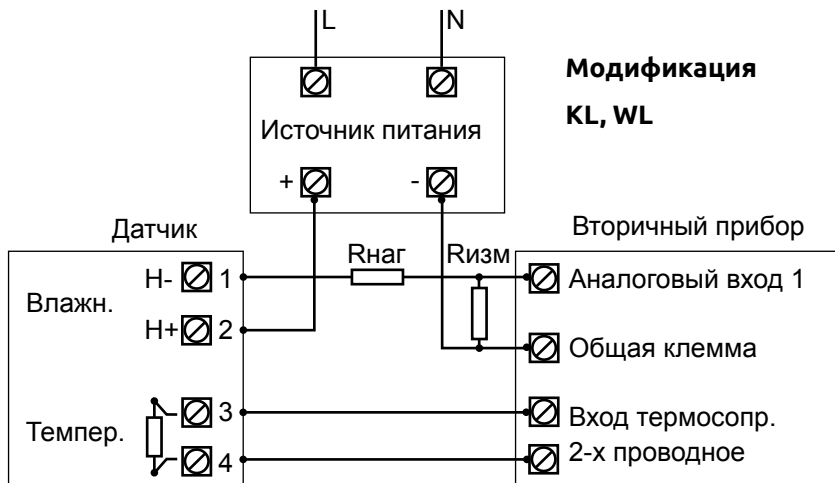 L
N
Модификация
KL, WL
Источник питания
+
-
Датчик
Вторичный прибор
Rнаг
Rизм
H- 1
Аналоговый вход 1
Влажн.
H+ 2
Общая клемма
3
Вход термосопр.
Темпер.
4
2-х проводное